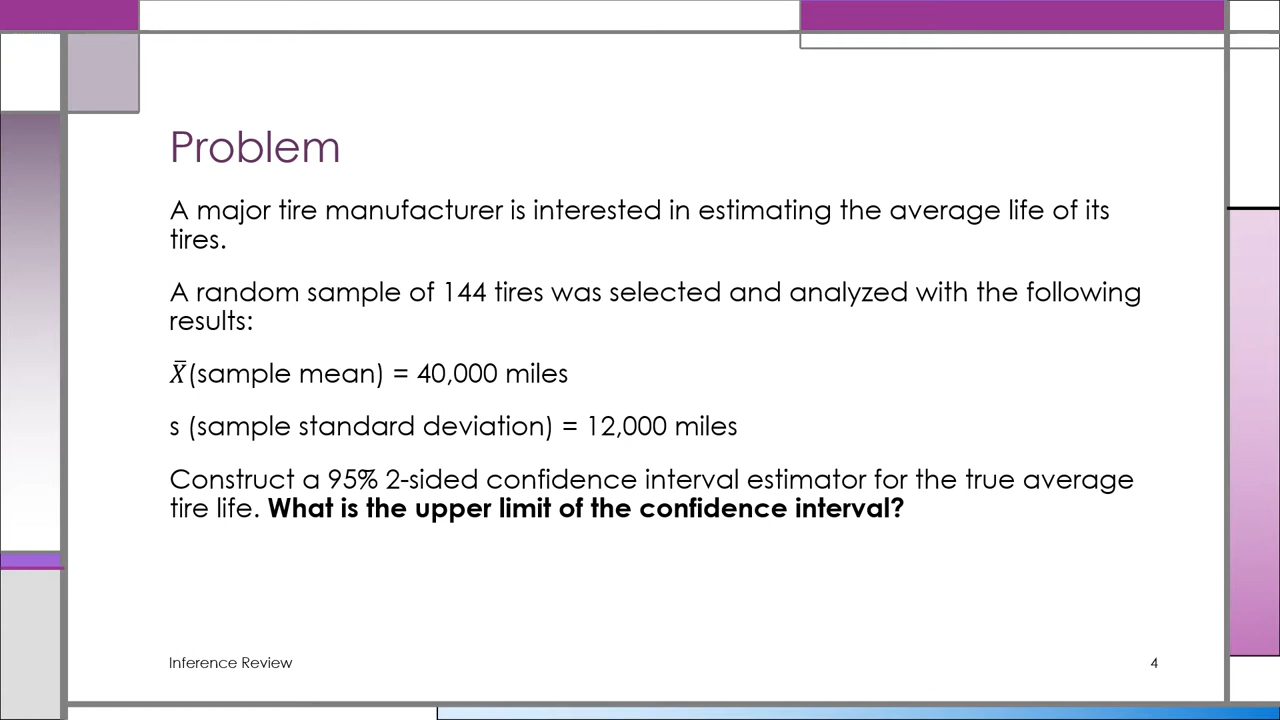 Problem
A major tire manufacturer is interested in estimating the average life of its
tires.
A random sample of 144 tires was selected and analyzed with the following
results:
X̅(sample mean) = 40,000 miles
s (sample standard deviation) = 12,000 miles
Construct a 95% 2-sided confidence interval estimator for the true average
tire life. What is the upper limit of the confidence interval?
Inference Review
4